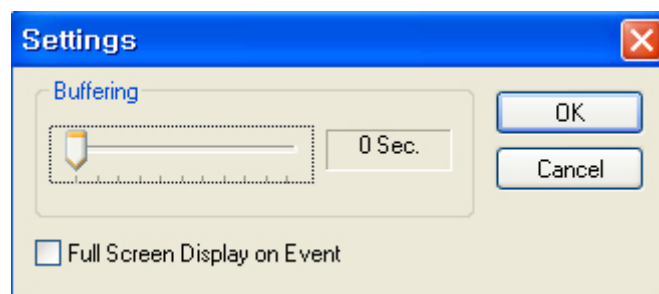 Settings
Buffering
0 Sec.
OK
Cancel
Full Screen Display on Event